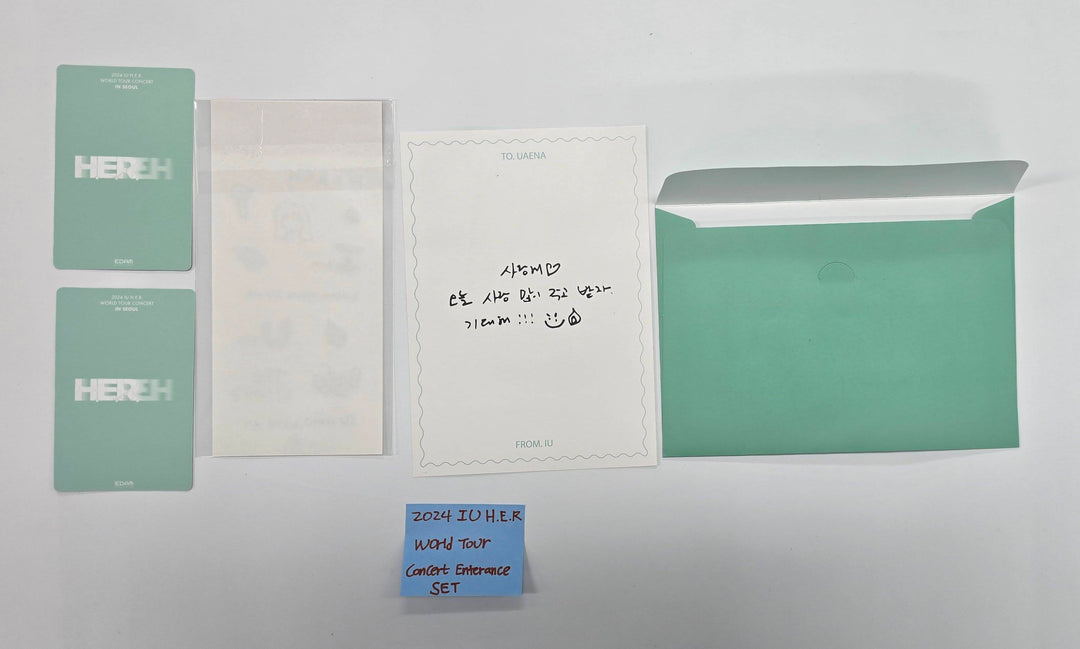 2024 IU H.E.R.
WORLD TOUR CONCERT
IN SEOUL
HEREH
EDAM
2024 IU H.E.R.
WORLD TOUR CONCERT
IN SEOUL
HEREH
EDAM
TO. UAENA
사랑해♡
오늘 사랑 많이 주고 받자.
기대해!!!
FROM. IU
2024 IU H.E.R
World Tour
Concert Enterance
SET